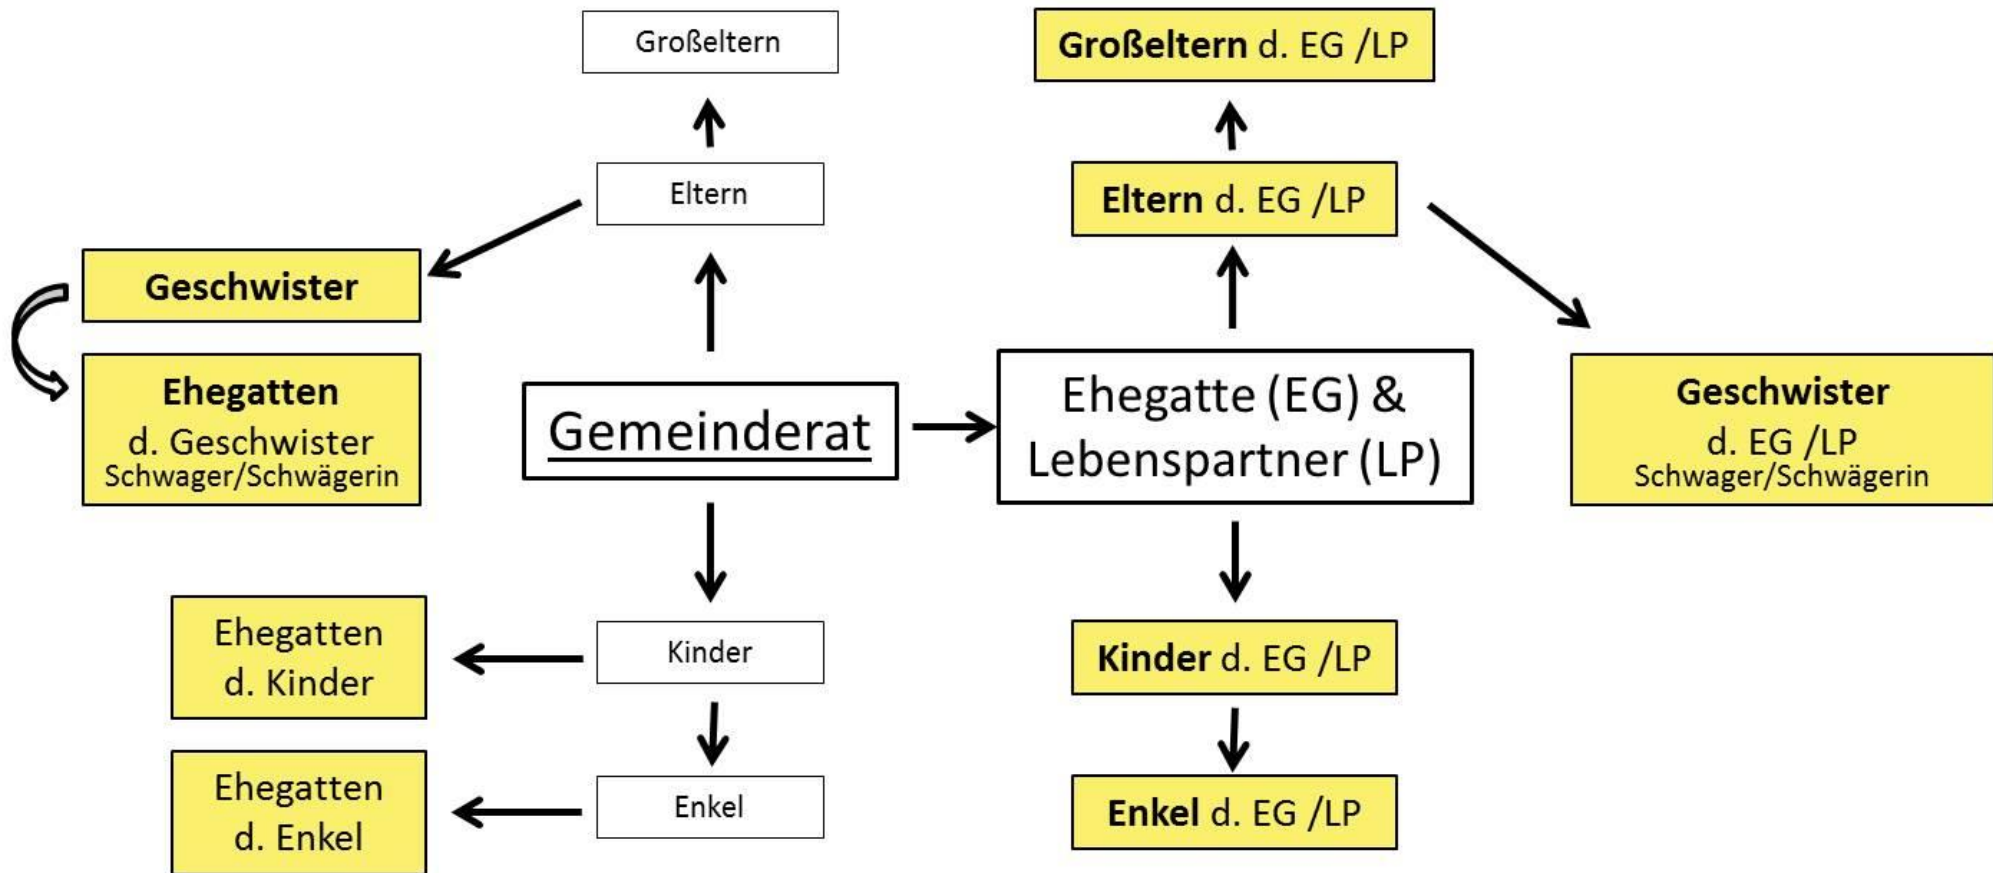 Großeltern
Großeltern d. EG /LP
Eltern
Eltern d. EG /LP
Geschwister
Ehegatten
d. Geschwister
Schwager/Schwägerin
Gemeinderat
Ehegatte (EG) &
Lebenspartner (LP)
Geschwister
d. EG /LP
Schwager/Schwägerin
Ehegatten
d. Kinder
Kinder
Kinder d. EG /LP
Ehegatten
d. Enkel
Enkel
Enkel d. EG /LP